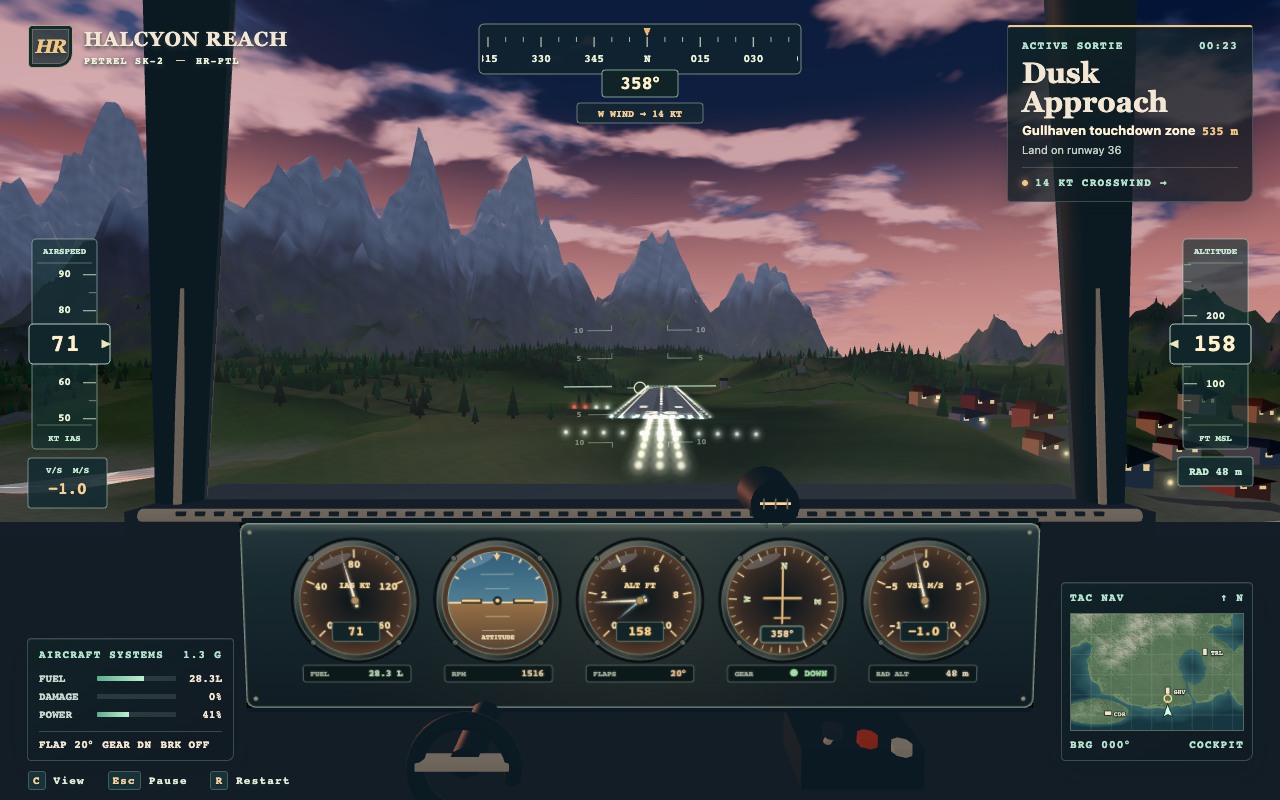 HR
HALCYON REACH
PETREL SK-2 — HR-PTL
330 345 N 015 030
358°
W WIND → 14 KT
ACTIVE SORTIE 00:23
Dusk
Approach
Gullhaven touchdown zone 535 m
Land on runway 36
14 KT CROSSWIND →
AIRSPEED
90
80
71
60
50
KT IAS
V/S M/S
−1.0
10 10
5 5
5
10 10
ALTITUDE
200
158
100
FT MSL
RAD 48 m
80
40 IAS KT 120
71
ATTITUDE
4 6
ALT FT
2 8
158
N
W
358°
0
−5 VSI M/S 5
−1.0
FUEL 28.3 L
RPM 1516
FLAPS 20°
GEAR DOWN
RAD ALT 48 m
AIRCRAFT SYSTEMS 1.3 G
FUEL 28.3L
DAMAGE 0%
POWER 41%
FLAP 20° GEAR DN BRK OFF
C View Esc Pause R Restart
TAC NAV ↑ N
TRL
GHV
CDR
BRG 000° COCKPIT